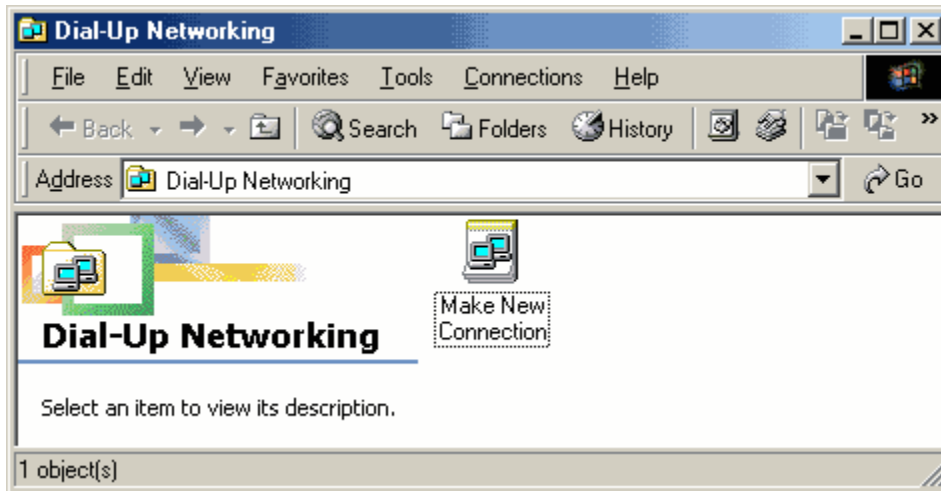 Dial-Up Networking
File Edit View Favorites Tools Connections Help
Back Search Folders History »
Address Dial-Up Networking Go
Make New
Connection
Dial-Up Networking
Select an item to view its description.
1 object(s)